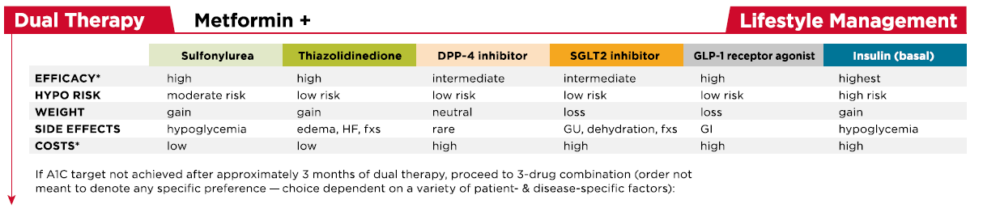 Dual Therapy Metformin + Lifestyle Management
Sulfonylurea Thiazolidinedione DPP-4 inhibitor SGLT2 inhibitor GLP-1 receptor agonist Insulin (basal)
EFFICACY* high high intermediate intermediate high highest
HYPO RISK moderate risk low risk low risk low risk low risk high risk
WEIGHT gain gain neutral loss loss gain
SIDE EFFECTS hypoglycemia edema, HF, fxs rare GU, dehydration, fxs GI hypoglycemia
COSTS* low low high high high high
If A1C target not achieved after approximately 3 months of dual therapy, proceed to 3-drug combination (order not
meant to denote any specific preference — choice dependent on a variety of patient- & disease-specific factors):